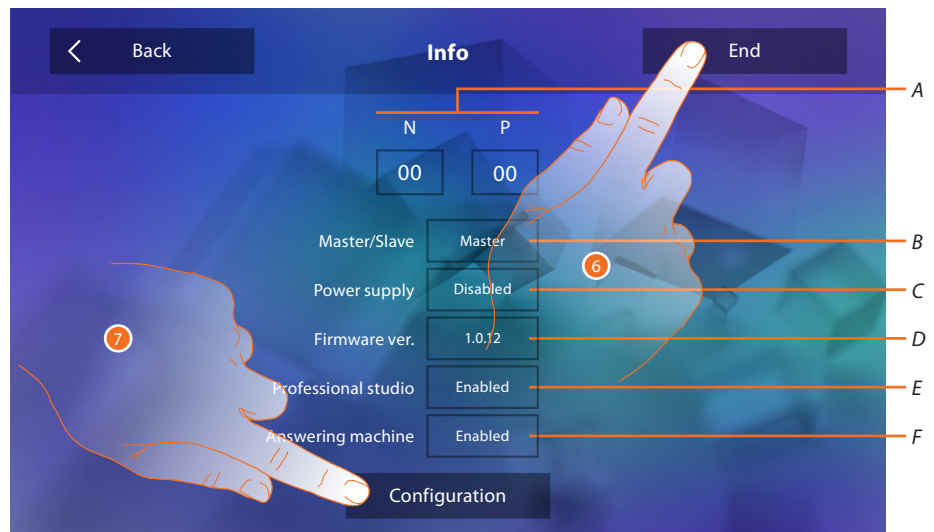 Back Info End
A
N P
00 00
Master/Slave Master B
6
Power supply Disabled C
7 Firmware ver. 1.0.12 D
Professional studio Enabled E
Answering machine Enabled F
Configuration